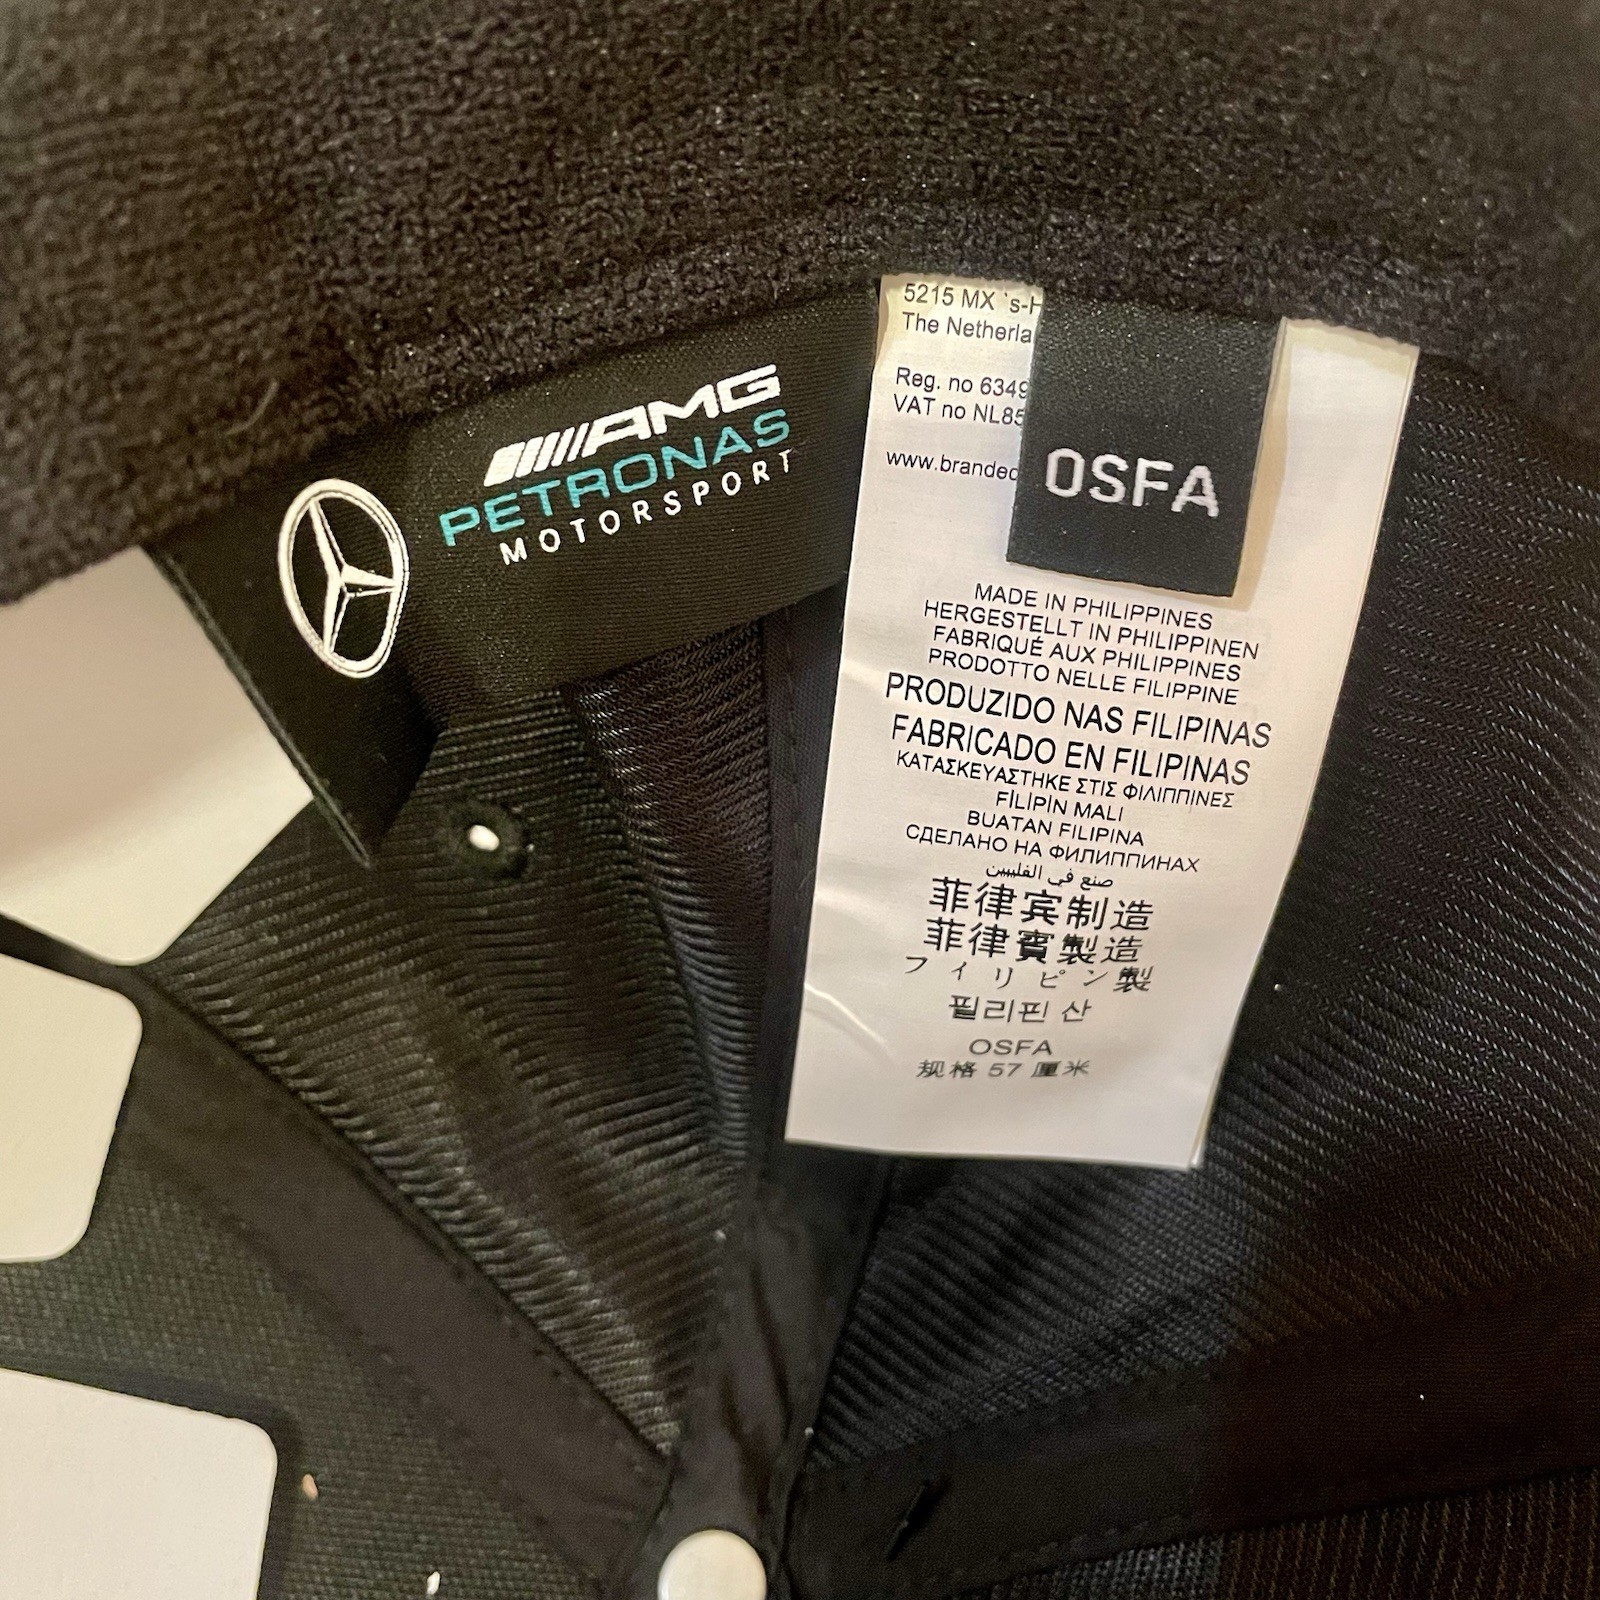 AMG
PETRONAS
MOTORSPORT
5215 MX 's-H
The Netherla
Reg. no 6349
VAT no NL85
www.brandec
OSFA
MADE IN PHILIPPINES
HERGESTELLT IN PHILIPPINEN
FABRIQUÉ AUX PHILIPPINES
PRODOTTO NELLE FILIPPINE
PRODUZIDO NAS FILIPINAS
FABRICADO EN FILIPINAS
ΚΑΤΑΣΚΕΥΑΣΤΗΚΕ ΣΤΙΣ ΦΙΛΙΠΠΙΝΕΣ
FİLIPİN MALI
BUATAN FILIPINA
СДЕЛАНО НА ФИЛИППИНАХ
صنع في الفلبين
菲律宾制造
菲律賓製造
フィリピン製
필리핀 산
OSFA
规格 57 厘米